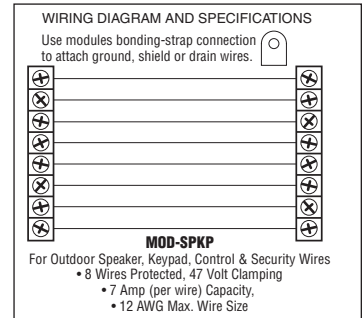 WIRING DIAGRAM AND SPECIFICATIONS
Use modules bonding-strap connection
to attach ground, shield or drain wires.
MOD-SPKP
For Outdoor Speaker, Keypad, Control & Security Wires
• 8 Wires Protected, 47 Volt Clamping
• 7 Amp (per wire) Capacity,
• 12 AWG Max. Wire Size